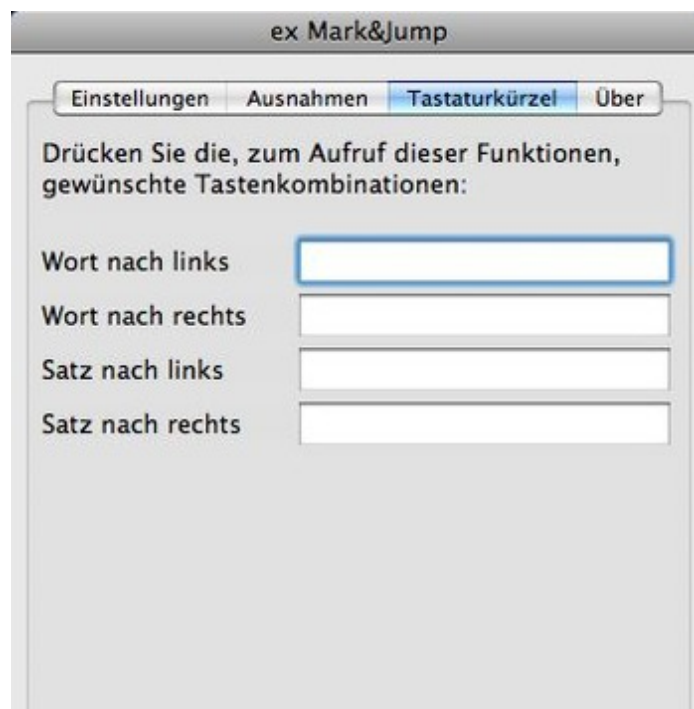 ex Mark&Jump
Einstellungen Ausnahmen Tastaturkürzel Über
Drücken Sie die, zum Aufruf dieser Funktionen,
gewünschte Tastenkombinationen:
Wort nach links
Wort nach rechts
Satz nach links
Satz nach rechts